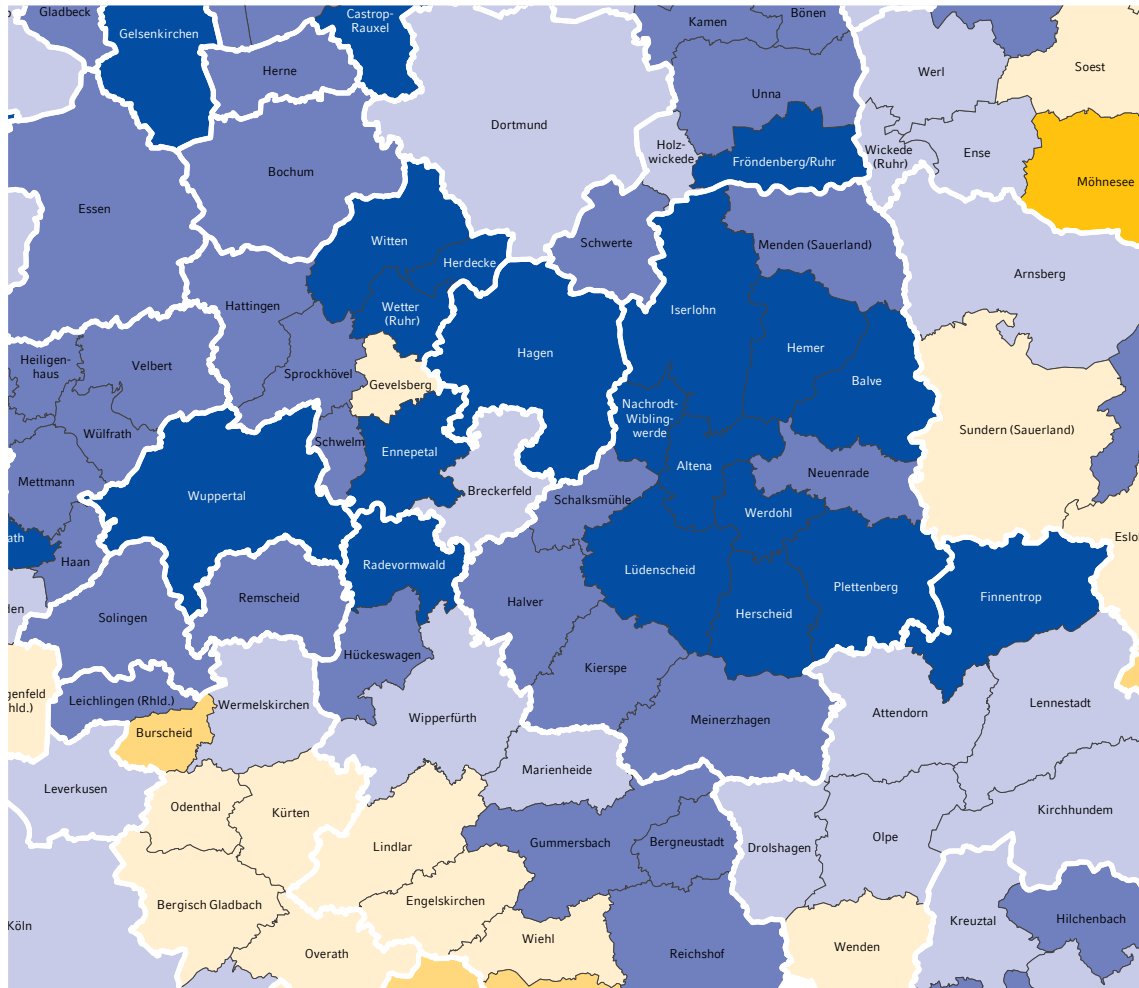 Gladbeck
Gelsenkirchen
Castrop-
Rauxel
Kamen
Bönen
Herne
Werl
Soest
Unna
Dortmund
Holz-
wickede
Fröndenberg/Ruhr
Wickede
(Ruhr)
Ense
Bochum
Möhnesee
Essen
Witten
Schwerte
Menden (Sauerland)
Herdecke
Arnsberg
Hattingen
Wetter
(Ruhr)
Iserlohn
Hagen
Hemer
Heiligen-
haus
Velbert
Sprockhövel
Gevelsberg
Balve
Nachrodt-
Wibling-
werde
Wülfrath
Schwelm
Sundern (Sauerland)
Ennepetal
Altena
Neuenrade
Mettmann
Wuppertal
Breckerfeld
Schalksmühle
Werdohl
ath
Eslo
Haan
Radevormwald
Lüdenscheid
Plettenberg
Finnentrop
Remscheid
Halver
den
Herscheid
Solingen
Hückeswagen
Kierspe
genfeld
hld.)
Leichlingen (Rhld.)
Wermelskirchen
Wipperfürth
Meinerzhagen
Attendorn
Lennestadt
Burscheid
Marienheide
Leverkusen
Odenthal
Kürten
Kirchhundem
Lindlar
Gummersbach
Bergneustadt
Drolshagen
Olpe
Bergisch Gladbach
Engelskirchen
Köln
Kreuztal
Hilchenbach
Wiehl
Overath
Reichshof
Wenden